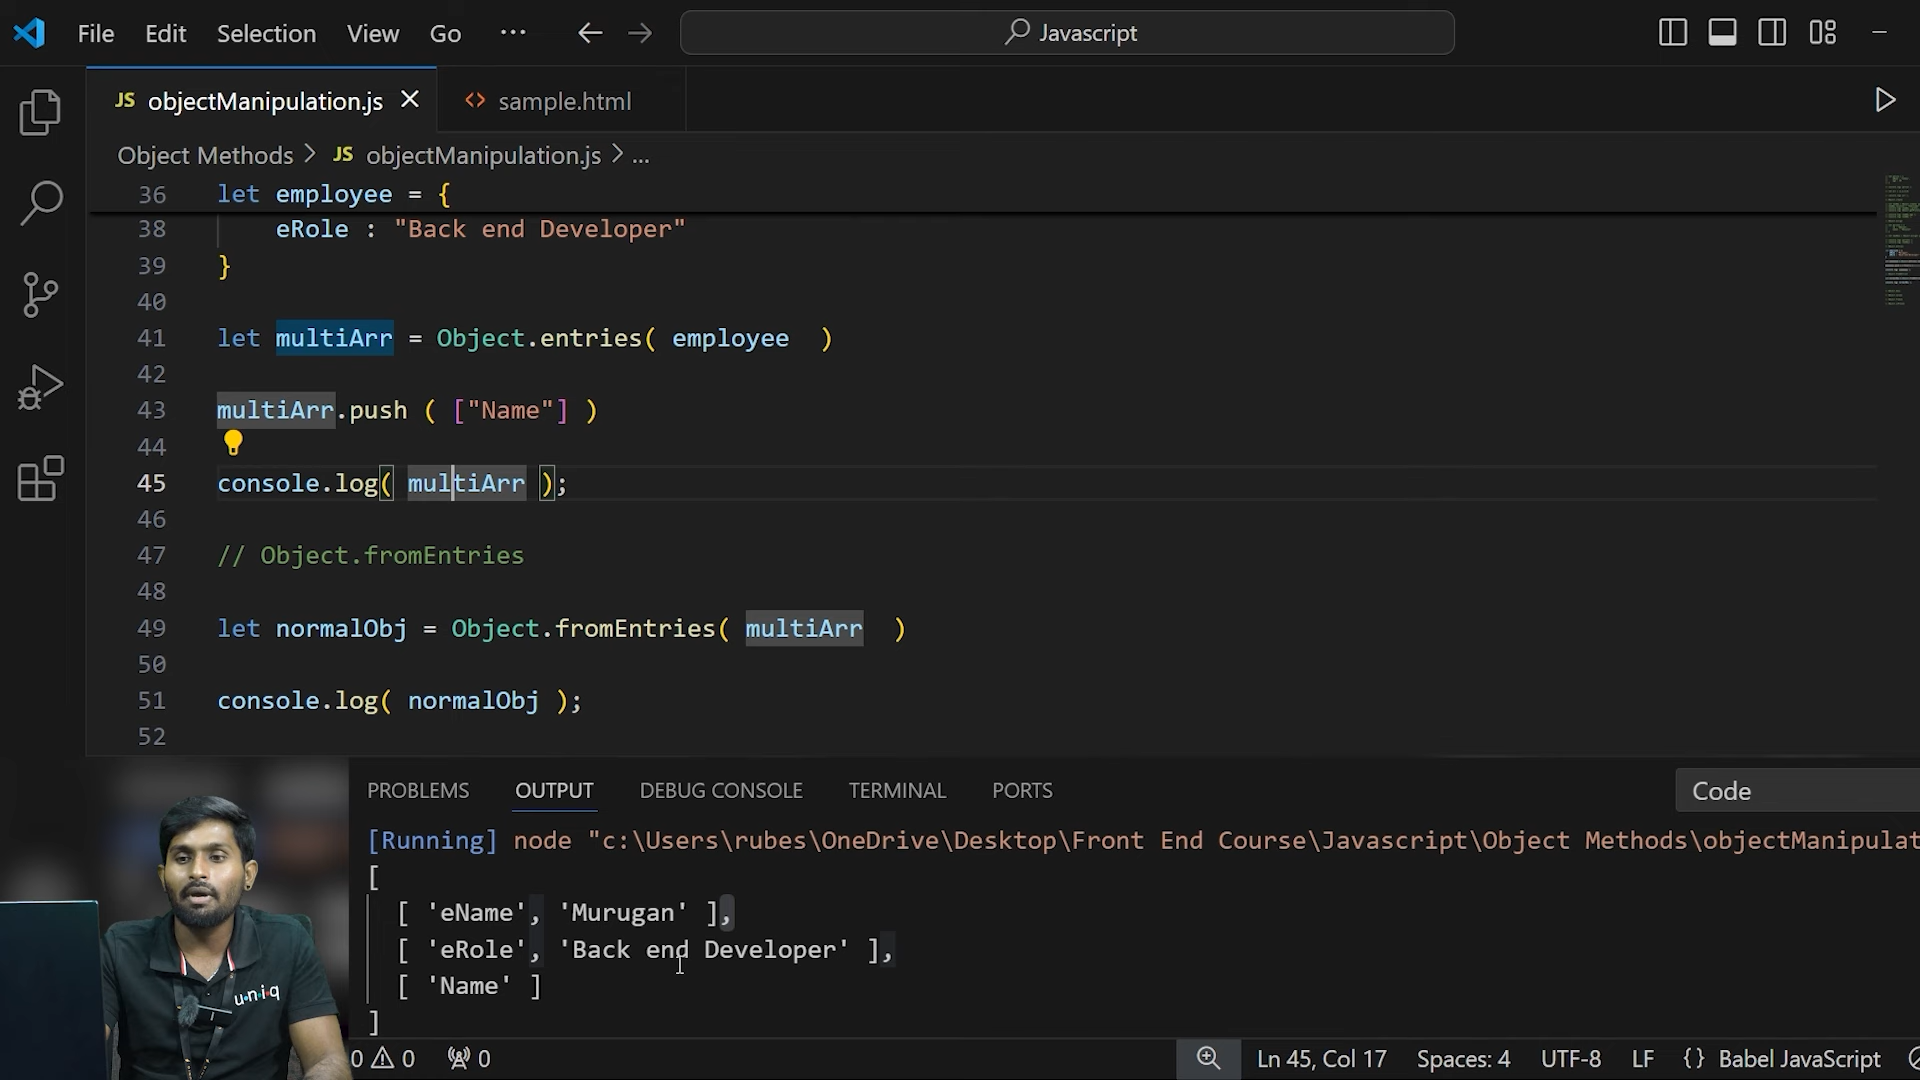 File Edit Selection View Go ... Javascript
JS objectManipulation.js sample.html
Object Methods > JS objectManipulation.js > ...
36 let employee = {
38 eRole : "Back end Developer"
39 }
40
41 let multiArr = Object.entries( employee )
42
43 multiArr.push ( ["Name"] )
44
45 console.log( multiArr );
46
47 // Object.fromEntries
48
49 let normalObj = Object.fromEntries( multiArr )
50
51 console.log( normalObj );
52
PROBLEMS OUTPUT DEBUG CONSOLE TERMINAL PORTS Code
[Running] node "c:\Users\rubes\OneDrive\Desktop\Front End Course\Javascript\Object Methods\objectManipulat
[
[ 'eName', 'Murugan' ],
[ 'eRole', 'Back end Developer' ],
[ 'Name' ]
]
uniq
0 0 0 Ln 45, Col 17 Spaces: 4 UTF-8 LF {} Babel JavaScript